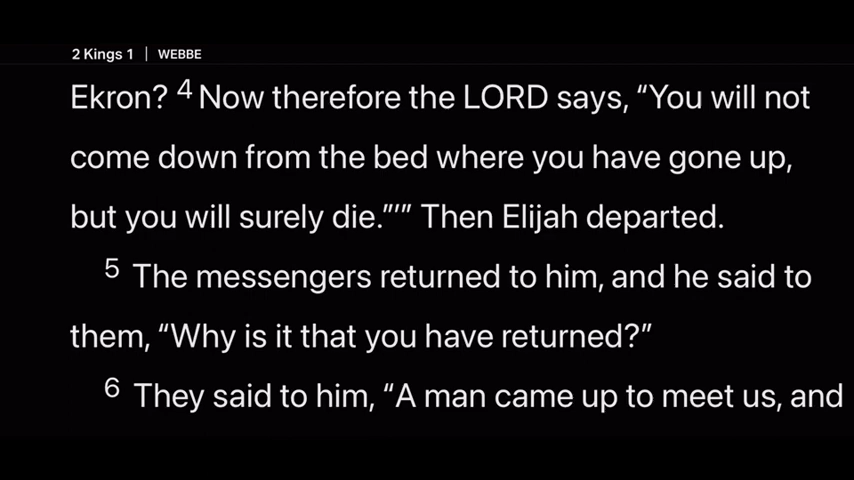 2 Kings 1 | WEBBE
Ekron? 4 Now therefore the LORD says, “You will not
come down from the bed where you have gone up,
but you will surely die.”’” Then Elijah departed.
5 The messengers returned to him, and he said to
them, “Why is it that you have returned?”
6 They said to him, “A man came up to meet us, and